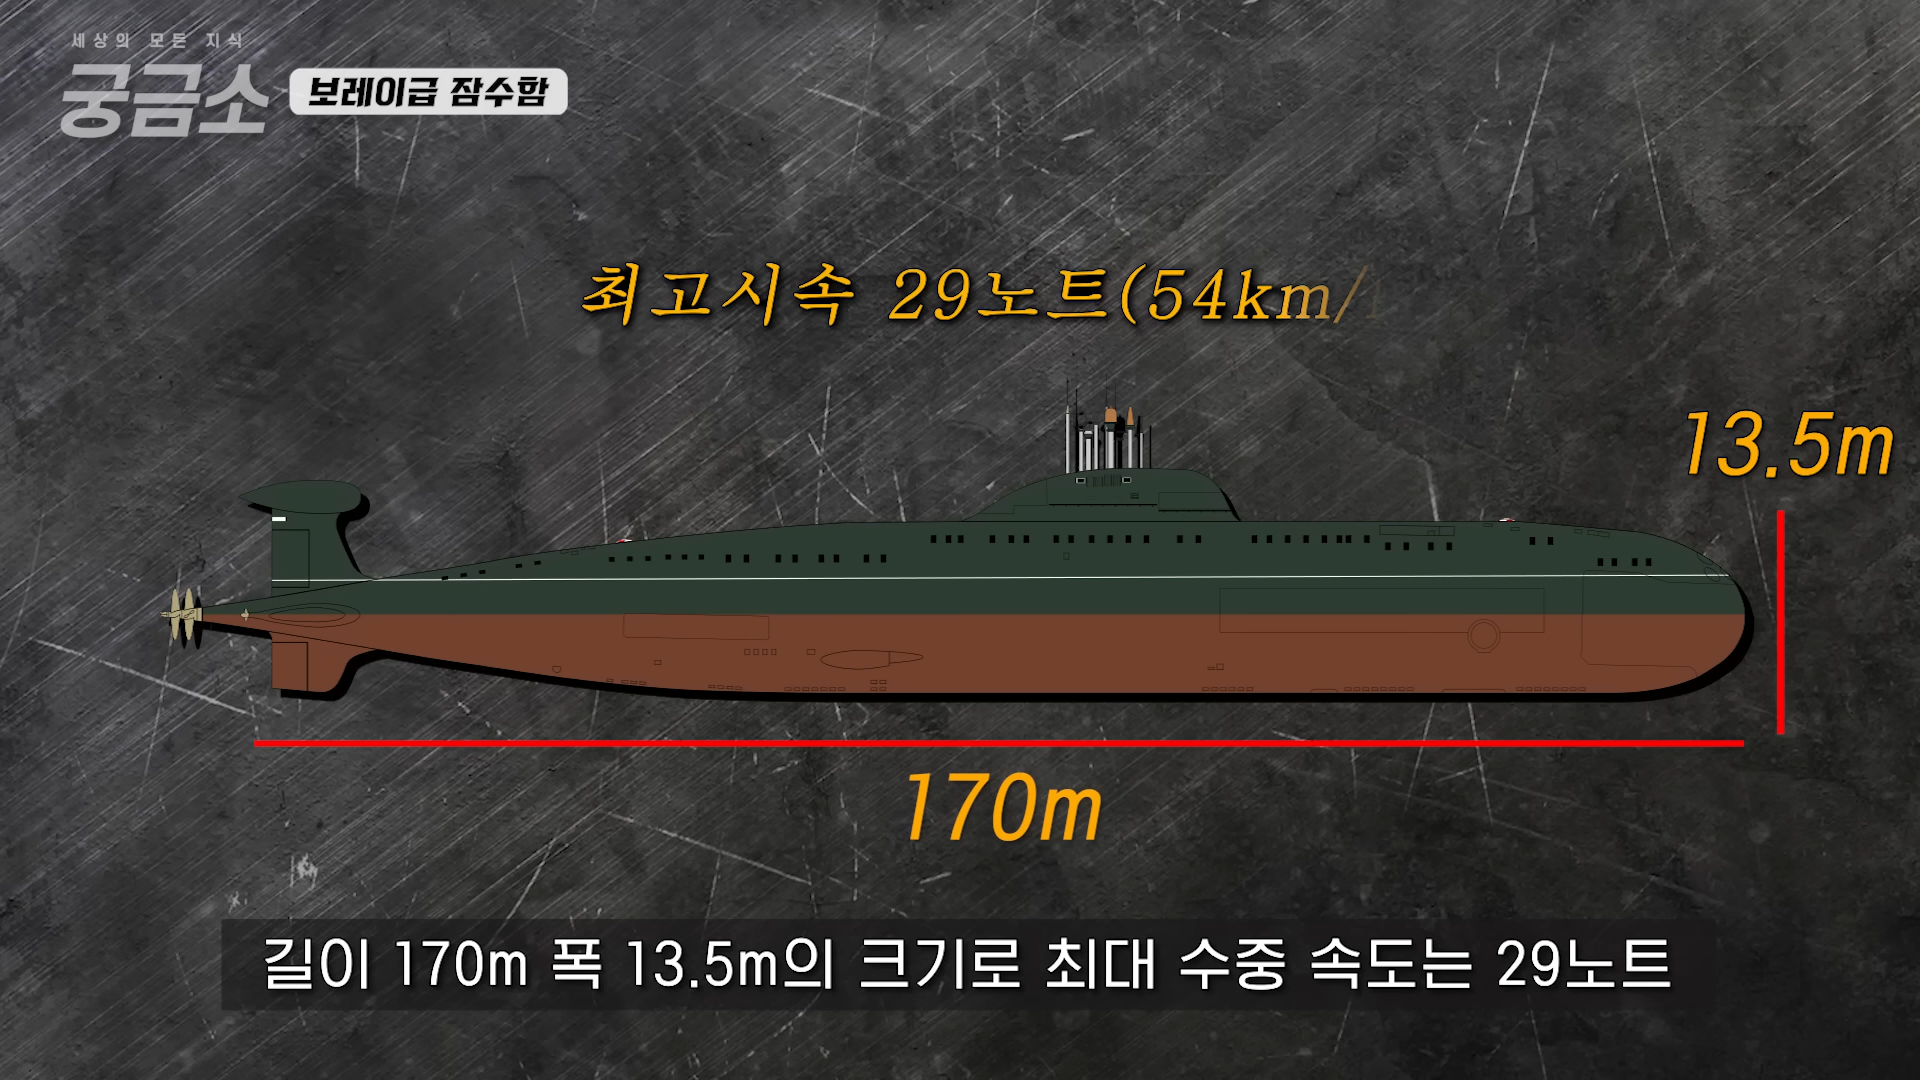 세상의 모든 지식
궁금소
보레이급 잠수함
최고시속 29노트(54km/
13.5m
170m
길이 170m 폭 13.5m의 크기로 최대 수중 속도는 29노트